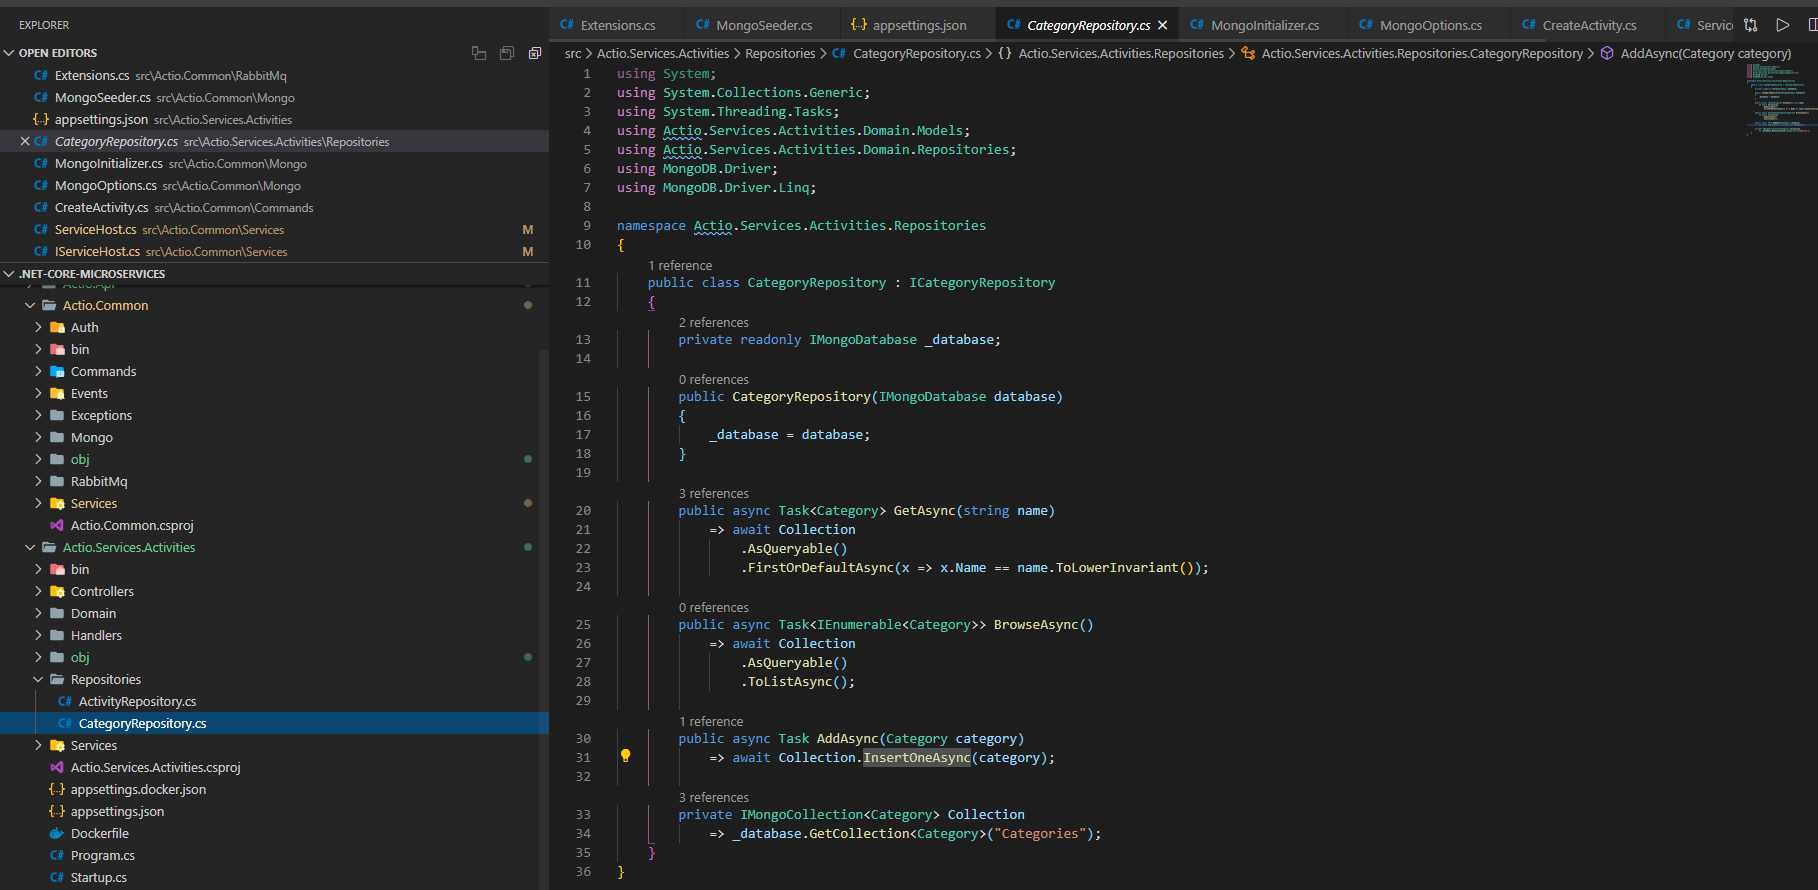 EXPLORER
OPEN EDITORS
C# Extensions.cs src\Actio.Common\RabbitMq
C# MongoSeeder.cs src\Actio.Common\Mongo
{..} appsettings.json src\Actio.Services.Activities
C# CategoryRepository.cs src\Actio.Services.Activities\Repositories
C# MongoInitializer.cs src\Actio.Common\Mongo
C# MongoOptions.cs src\Actio.Common\Mongo
C# CreateActivity.cs src\Actio.Common\Commands
C# ServiceHost.cs src\Actio.Common\Services M
C# IServiceHost.cs src\Actio.Common\Services M
.NET-CORE-MICROSERVICES
Actio.Api
Actio.Common
Auth
bin
Commands
Events
Exceptions
Mongo
obj
RabbitMq
Services
Actio.Common.csproj
Actio.Services.Activities
bin
Controllers
Domain
Handlers
obj
Repositories
C# ActivityRepository.cs
C# CategoryRepository.cs
Services
Actio.Services.Activities.csproj
{..} appsettings.docker.json
{..} appsettings.json
Dockerfile
C# Program.cs
C# Startup.cs
C# Extensions.cs C# MongoSeeder.cs {..} appsettings.json C# CategoryRepository.cs C# MongoInitializer.cs C# MongoOptions.cs C# CreateActivity.cs C# Servic
src > Actio.Services.Activities > Repositories > C# CategoryRepository.cs > {} Actio.Services.Activities.Repositories > Actio.Services.Activities.Repositories.CategoryRepository > AddAsync(Category category)
1 using System;
2 using System.Collections.Generic;
3 using System.Threading.Tasks;
4 using Actio.Services.Activities.Domain.Models;
5 using Actio.Services.Activities.Domain.Repositories;
6 using MongoDB.Driver;
7 using MongoDB.Driver.Linq;
8
9 namespace Actio.Services.Activities.Repositories
10 {
1 reference
11 public class CategoryRepository : ICategoryRepository
12 {
2 references
13 private readonly IMongoDatabase _database;
14
0 references
15 public CategoryRepository(IMongoDatabase database)
16 {
17 _database = database;
18 }
19
3 references
20 public async Task<Category> GetAsync(string name)
21 => await Collection
22 .AsQueryable()
23 .FirstOrDefaultAsync(x => x.Name == name.ToLowerInvariant());
24
0 references
25 public async Task<IEnumerable<Category>> BrowseAsync()
26 => await Collection
27 .AsQueryable()
28 .ToListAsync();
29
1 reference
30 public async Task AddAsync(Category category)
31 => await Collection.InsertOneAsync(category);
32
3 references
33 private IMongoCollection<Category> Collection
34 => _database.GetCollection<Category>("Categories");
35 }
36 }